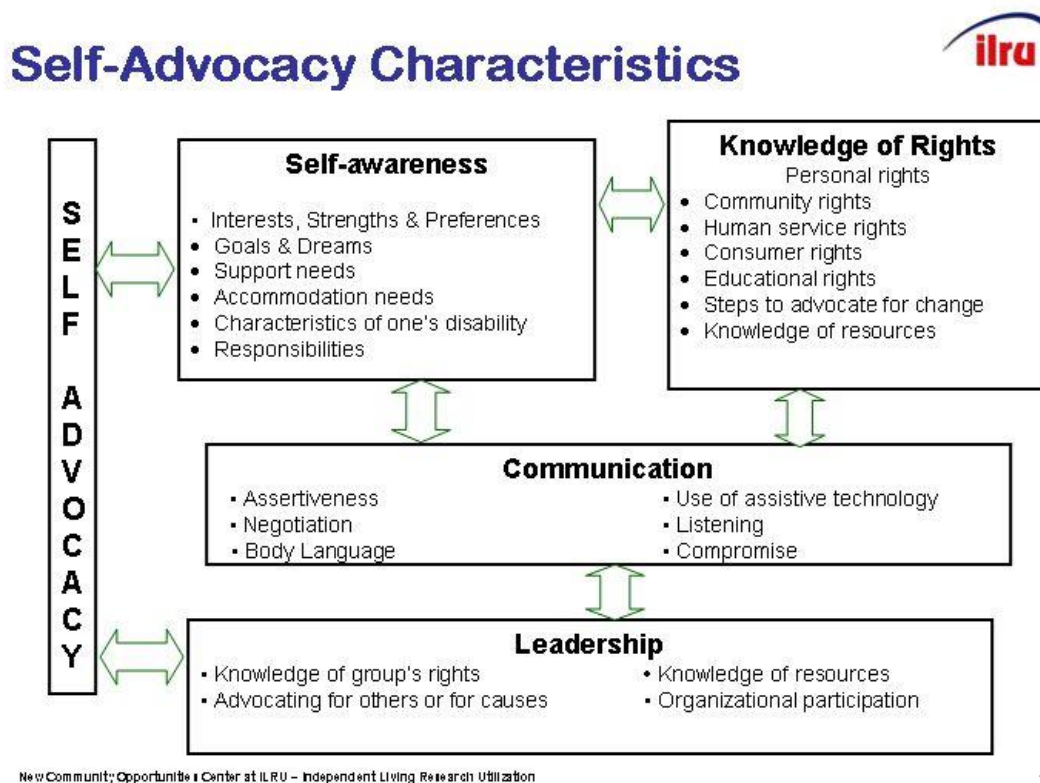 Self-Advocacy Characteristics
ilru
SELF ADVOCACY
Self-awareness
▪ Interests, Strengths & Preferences
• Goals & Dreams
• Support needs
• Accommodation needs
• Characteristics of one's disability
• Responsibilities
Knowledge of Rights
Personal rights
• Community rights
• Human service rights
• Consumer rights
• Educational rights
• Steps to advocate for change
• Knowledge of resources
Communication
▪ Assertiveness
▪ Negotiation
▪ Body Language
▪ Use of assistive technology
▪ Listening
▪ Compromise
Leadership
▪ Knowledge of group's rights
▪ Advocating for others or for causes
• Knowledge of resources
▪ Organizational participation
New Community Opportunities Center at ILRU – Independent Living Research Utilization